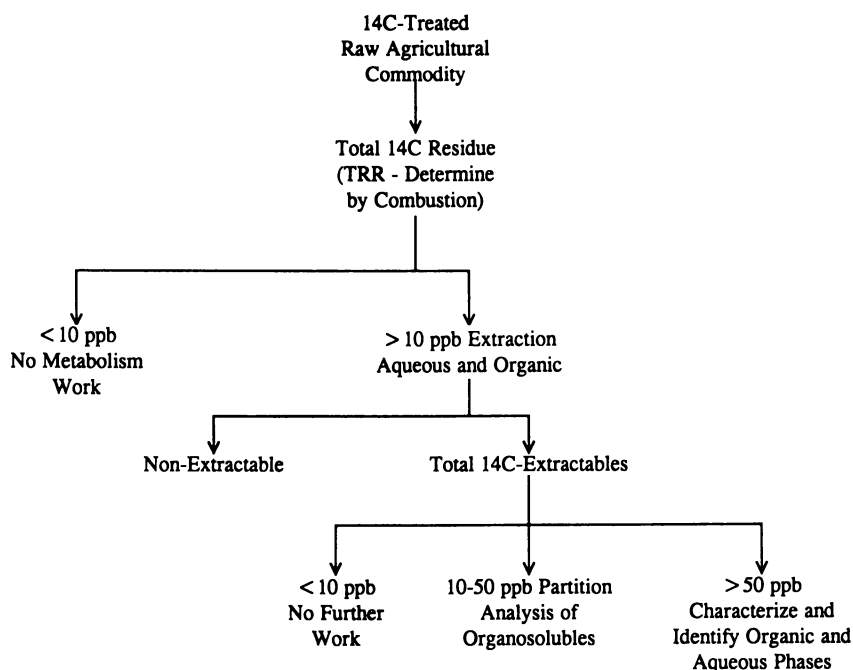 14C-Treated
Raw Agricultural
Commodity
Total 14C Residue
(TRR - Determine
by Combustion)
< 10 ppb
No Metabolism
Work
> 10 ppb Extraction
Aqueous and Organic
Non-Extractable
Total 14C-Extractables
< 10 ppb
No Further
Work
10-50 ppb Partition
Analysis of
Organosolubles
> 50 ppb
Characterize and
Identify Organic and
Aqueous Phases